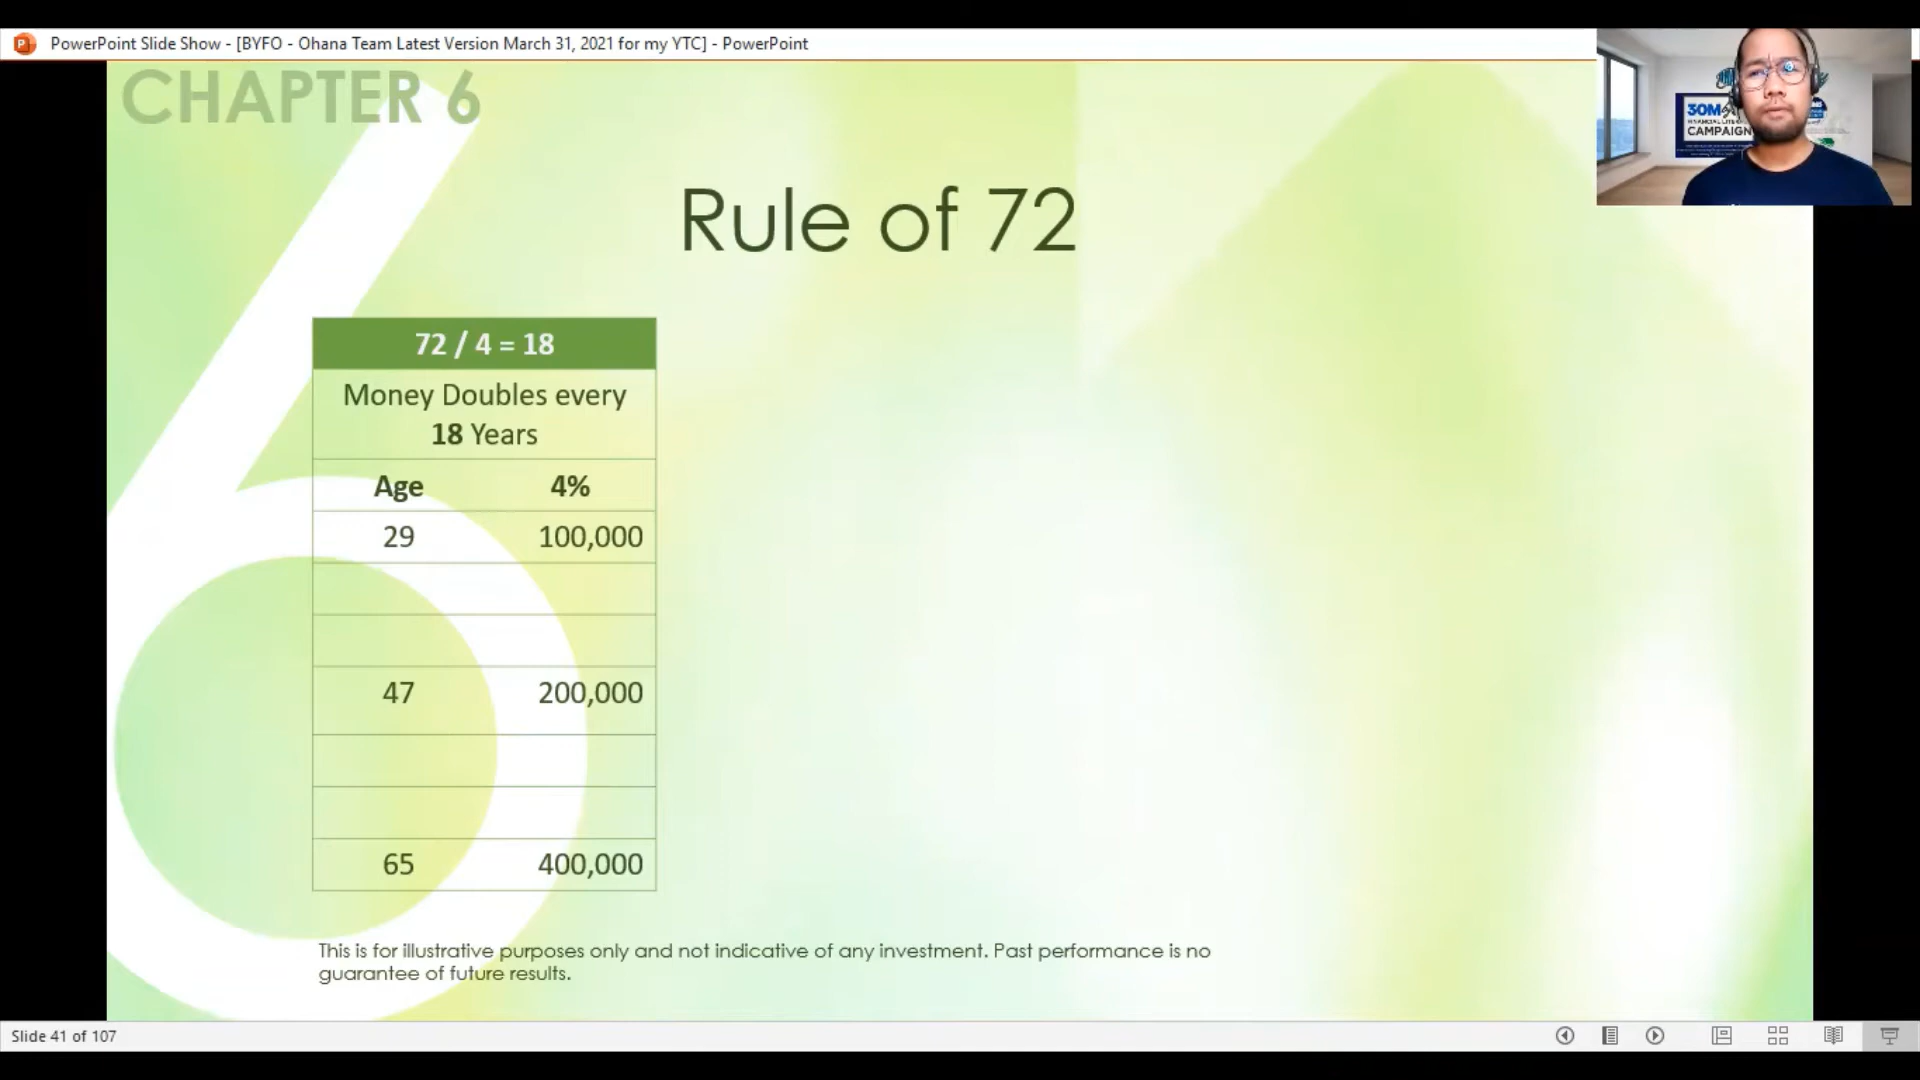 PowerPoint Slide Show - [BYFO - Ohana Team Latest Version March 31, 2021 for my YTC] - PowerPoint
CHAPTER 6
30M
CAMPAIGN
Rule of 72
72 / 4 = 18
Money Doubles every
18 Years
Age 4%
29 100,000
47 200,000
65 400,000
This is for illustrative purposes only and not indicative of any investment. Past performance is no
guarantee of future results.
Slide 41 of 107